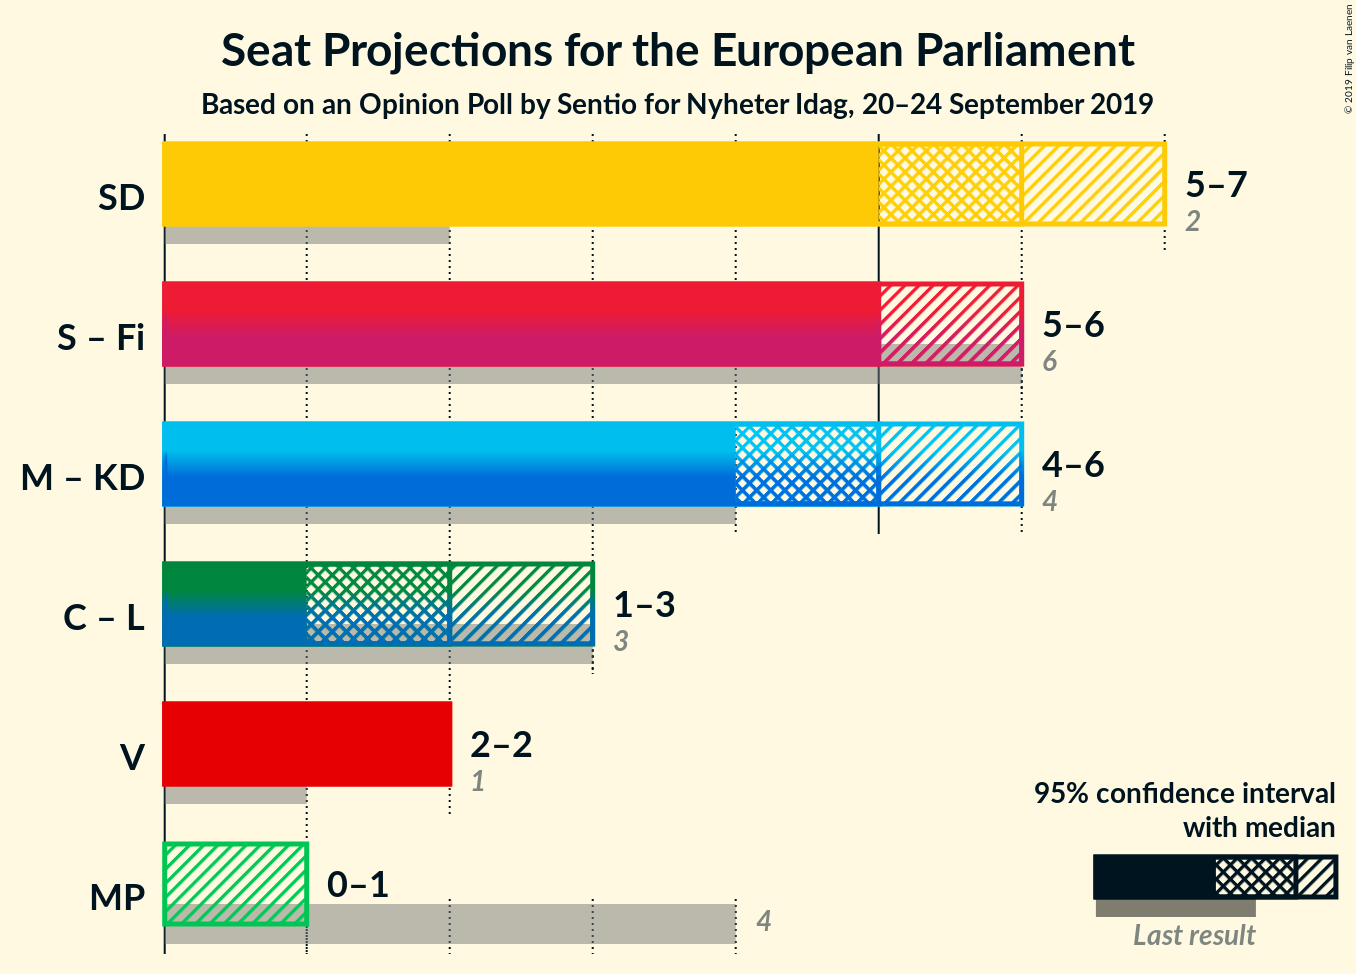 Seat Projections for the European Parliament
Based on an Opinion Poll by Sentio for Nyheter Idag, 20–24 September 2019
© 2019 Filip van Laenen
SD
5–7
2
S – Fi
5–6
6
M – KD
4–6
4
C – L
1–3
3
V
2–2
1
MP
0–1
4
95% confidence interval
with median
Last result